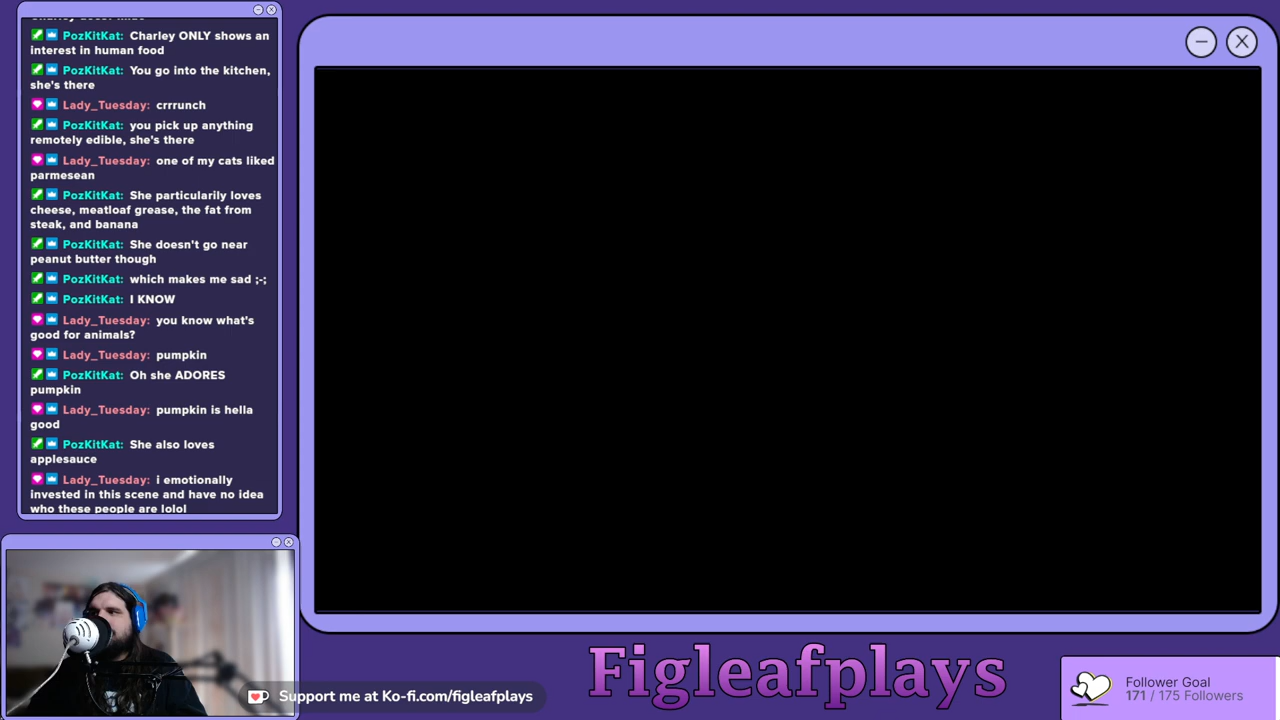 PozKitKat: Charley ONLY shows an
interest in human food
PozKitKat: You go into the kitchen,
she's there
Lady_Tuesday: crrrunch
PozKitKat: you pick up anything
remotely edible, she's there
Lady_Tuesday: one of my cats liked
parmesean
PozKitKat: She particularily loves
cheese, meatloaf grease, the fat from
steak, and banana
PozKitKat: She doesn't go near
peanut butter though
PozKitKat: which makes me sad ;-;
PozKitKat: I KNOW
Lady_Tuesday: you know what's
good for animals?
Lady_Tuesday: pumpkin
PozKitKat: Oh she ADORES
pumpkin
Lady_Tuesday: pumpkin is hella
good
PozKitKat: She also loves
applesauce
Lady_Tuesday: i emotionally
invested in this scene and have no idea
who these people are lolol
Support me at Ko-fi.com/figleafplays
Figleafplays
Follower Goal
171 / 175 Followers